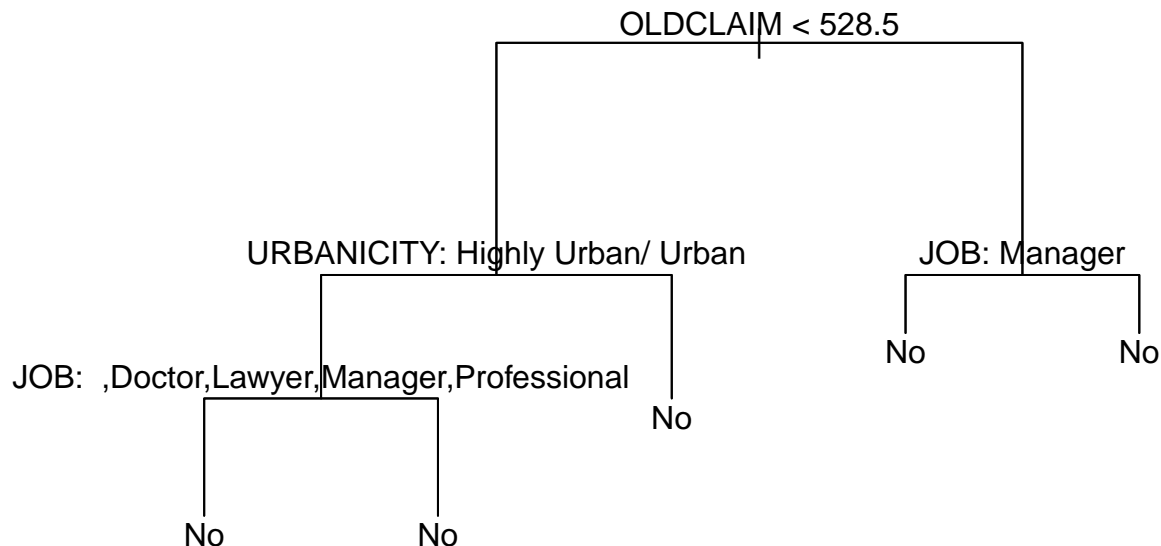 OLDCLAIM < 528.5
URBANICITY: Highly Urban/ Urban
JOB: Manager
No
No
JOB:  ,Doctor,Lawyer,Manager,Professional
No
No
No